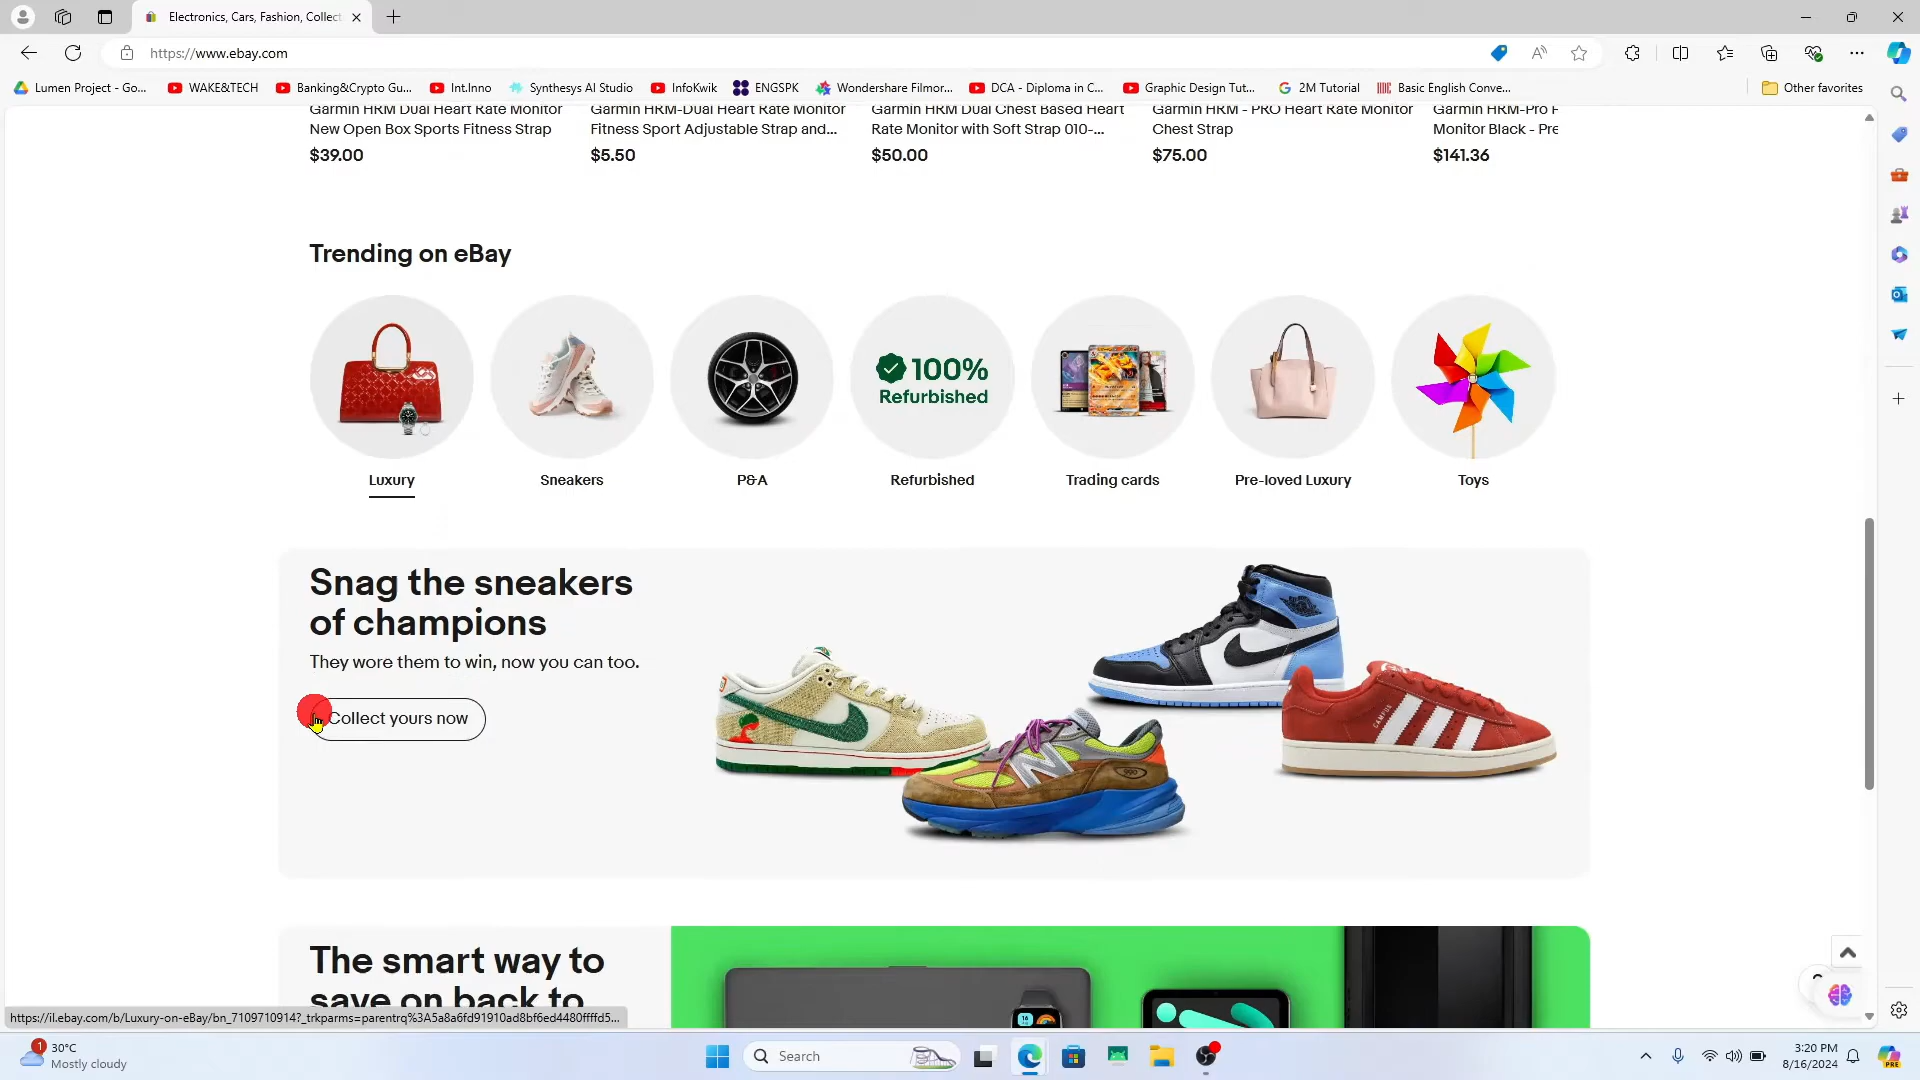 Electronics, Cars, Fashion, Collect
https://www.ebay.com
Lumen Project - Go...
WAKE&TECH
Banking&Crypto Gu...
Int.Inno
Synthesys AI Studio
InfoKwik
ENGSPK
Wondershare Filmor...
DCA - Diploma in C...
Graphic Design Tut...
2M Tutorial
Basic English Conve...
Other favorites
Garmin HRM Dual Heart Rate Monitor
New Open Box Sports Fitness Strap
$39.00
Garmin HRM-Dual Heart Rate Monitor
Fitness Sport Adjustable Strap and...
$5.50
Garmin HRM Dual Chest Based Heart
Rate Monitor with Soft Strap 010-...
$50.00
Garmin HRM - PRO Heart Rate Monitor
Chest Strap
$75.00
Garmin HRM-Pro
Monitor Black - Pre
$141.36
Trending on eBay
100%
Refurbished
Luxury
Sneakers
P&A
Refurbished
Trading cards
Pre-loved Luxury
Toys
Snag the sneakers
of champions
They wore them to win, now you can too.
Collect yours now
CAMPUS
990
The smart way to
save on back to
https://il.ebay.com/b/Luxury-on-eBay/bn_7109710914?_trkparms=parentrq%3A5a8a6fd91910ad8bf6ed4480ffffd5...
1
30°C
Mostly cloudy
Search
3:20 PM
8/16/2024
PRE